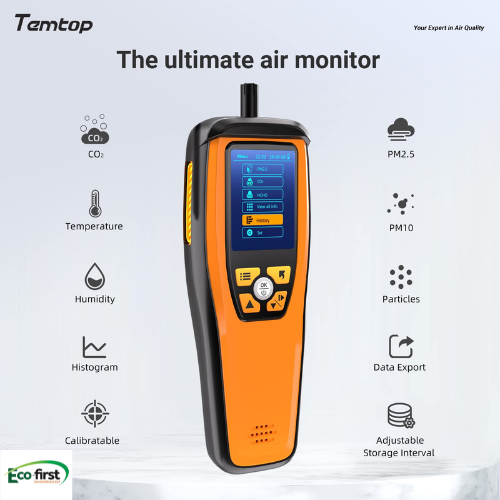 Temtop
Your Expert in Air Quality
The ultimate air monitor
CO₂
CO₂
PM2.5
Temperature
PM10
Humidity
Particles
Histogram
Data Export
Calibratable
Adjustable
Storage Interval
Menu
PM2.5
CO₂
HCHO
View all info
History
Set
OK
Eco first